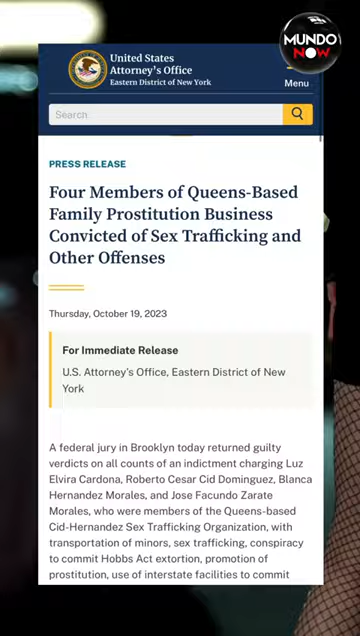 MUNDO
NOW
United States
Attorney's Office
Eastern District of New York
Menu
Search
PRESS RELEASE
Four Members of Queens-Based
Family Prostitution Business
Convicted of Sex Trafficking and
Other Offenses
Thursday, October 19, 2023
For Immediate Release
U.S. Attorney's Office, Eastern District of New
York
A federal jury in Brooklyn today returned guilty
verdicts on all counts of an indictment charging Luz
Elvira Cardona, Roberto Cesar Cid Dominguez, Blanca
Hernandez Morales, and Jose Facundo Zarate
Morales, who were members of the Queens-based
Cid-Hernandez Sex Trafficking Organization, with
transportation of minors, sex trafficking, conspiracy
to commit Hobbs Act extortion, promotion of
prostitution, use of interstate facilities to commit